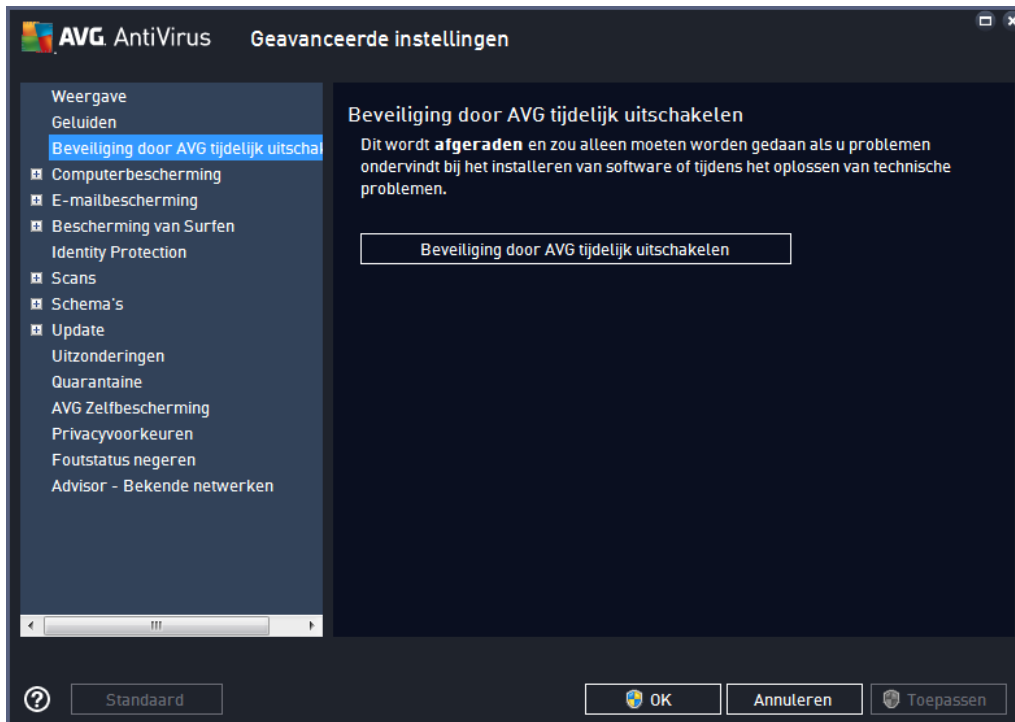 AVG. AntiVirus
Geavanceerde instellingen
Weergave
Geluiden
Beveiliging door AVG tijdelijk uitschal
Computerbescherming
E-mailbescherming
Bescherming van Surfen
Identity Protection
Scans
Schema's
Update
Uitzonderingen
Quarantaine
AVG Zelfbescherming
Privacyvoorkeuren
Foutstatus negeren
Advisor - Bekende netwerken
Beveiliging door AVG tijdelijk uitschakelen
Dit wordt afgeraden en zou alleen moeten worden gedaan als u problemen
ondervindt bij het installeren van software of tijdens het oplossen van technische
problemen.
Beveiliging door AVG tijdelijk uitschakelen
Standaard
OK
Annuleren
Toepassen